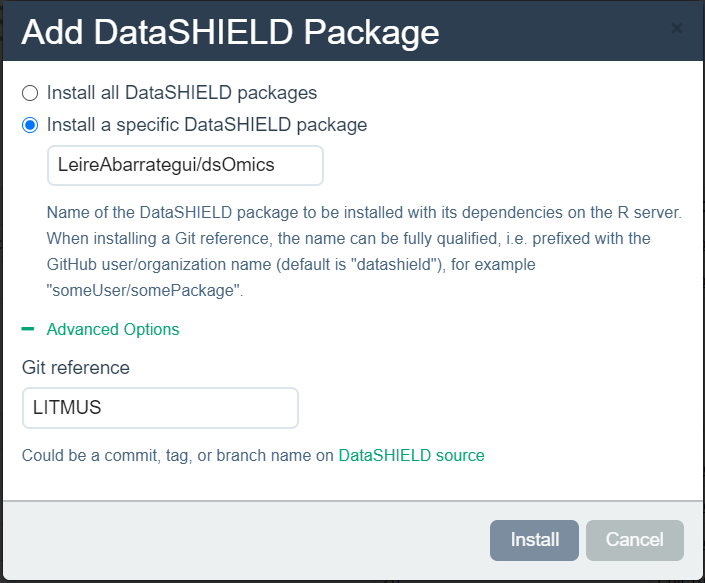 Add DataSHIELD Package
Install all DataSHIELD packages
Install a specific DataSHIELD package
LeireAbarrategui/dsOmics
Name of the DataSHIELD package to be installed with its dependencies on the R server.
When installing a Git reference, the name can be fully qualified, i.e. prefixed with the
GitHub user/organization name (default is "datashield"), for example
"someUser/somePackage".
Advanced Options
Git reference
LITMUS
Could be a commit, tag, or branch name on DataSHIELD source
Install Cancel